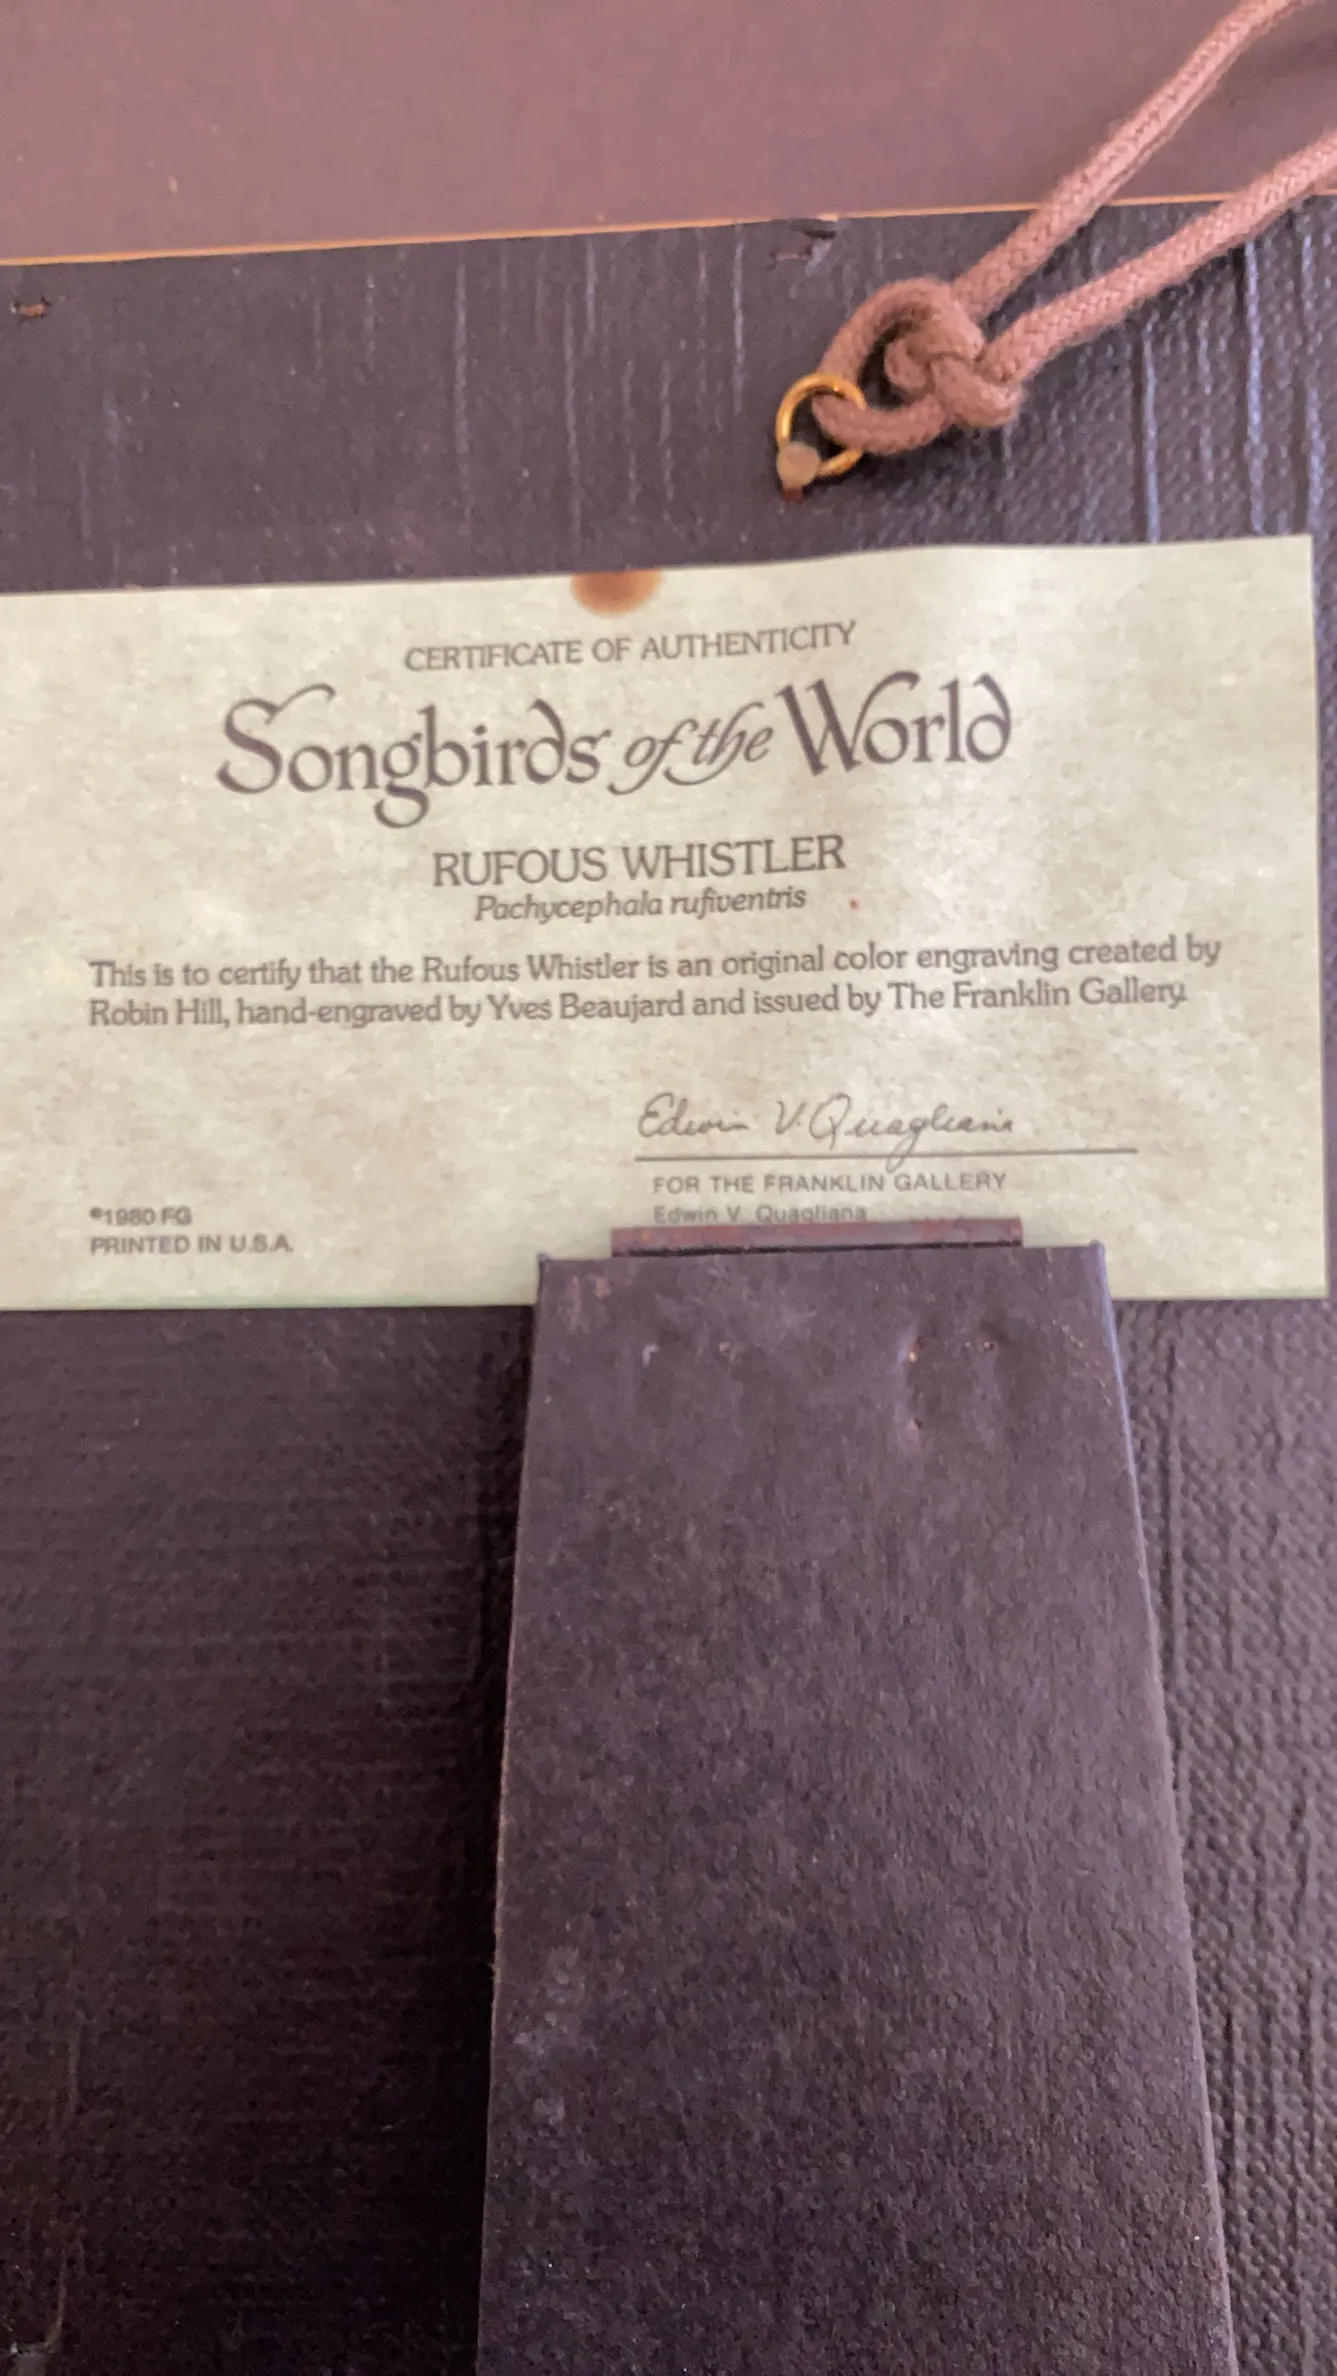 CERTIFICATE OF AUTHENTICITY
Songbirds of the World
RUFOUS WHISTLER
Pachycephala rufiventris
This is to certify that the Rufous Whistler is an original color engraving created by
Robin Hill, hand-engraved by Yves Beaujard and issued by The Franklin Gallery.
Edwin V. Quagliana
FOR THE FRANKLIN GALLERY
Edwin V. Quagliana
©1980 FG
PRINTED IN U.S.A.